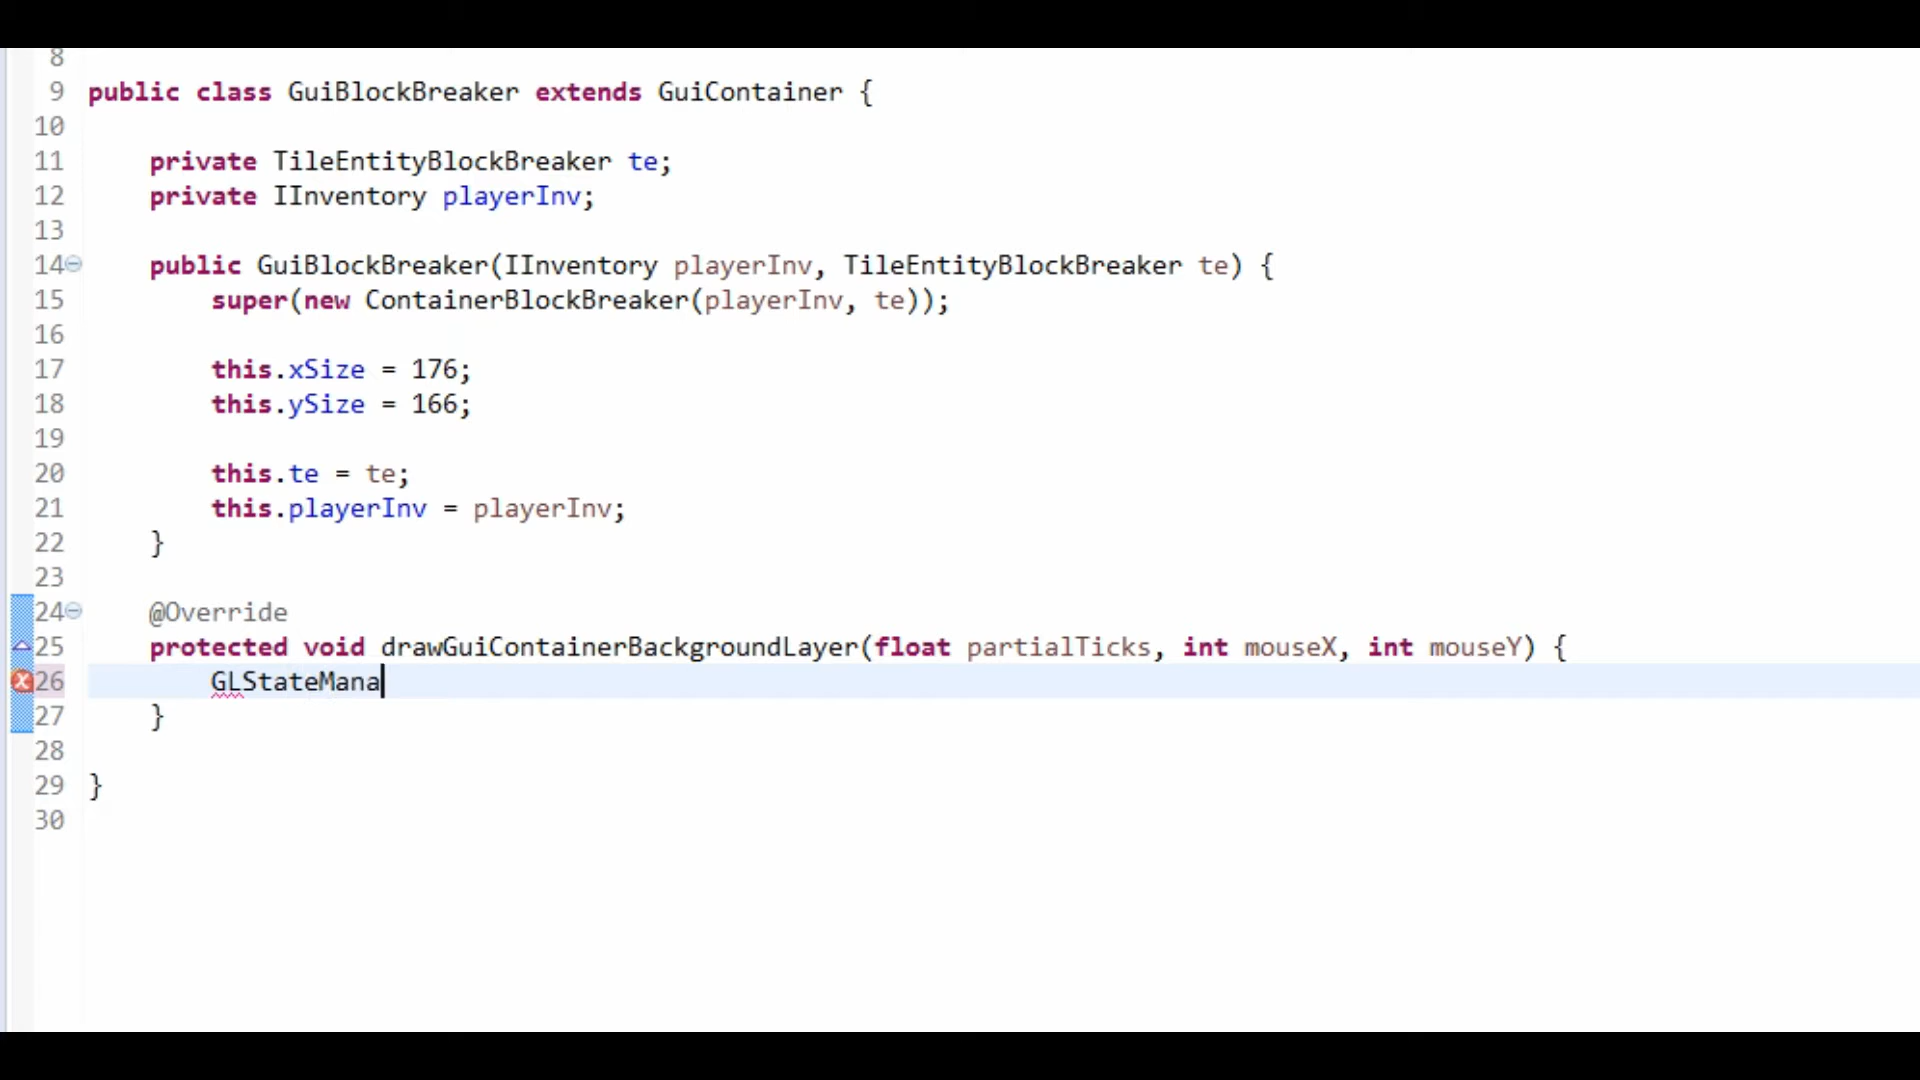 8
9 public class GuiBlockBreaker extends GuiContainer {
10
11 private TileEntityBlockBreaker te;
12 private IInventory playerInv;
13
14 public GuiBlockBreaker(IInventory playerInv, TileEntityBlockBreaker te) {
15 super(new ContainerBlockBreaker(playerInv, te));
16
17 this.xSize = 176;
18 this.ySize = 166;
19
20 this.te = te;
21 this.playerInv = playerInv;
22 }
23
24 @Override
25 protected void drawGuiContainerBackgroundLayer(float partialTicks, int mouseX, int mouseY) {
26 GLStateMana
27 }
28
29 }
30